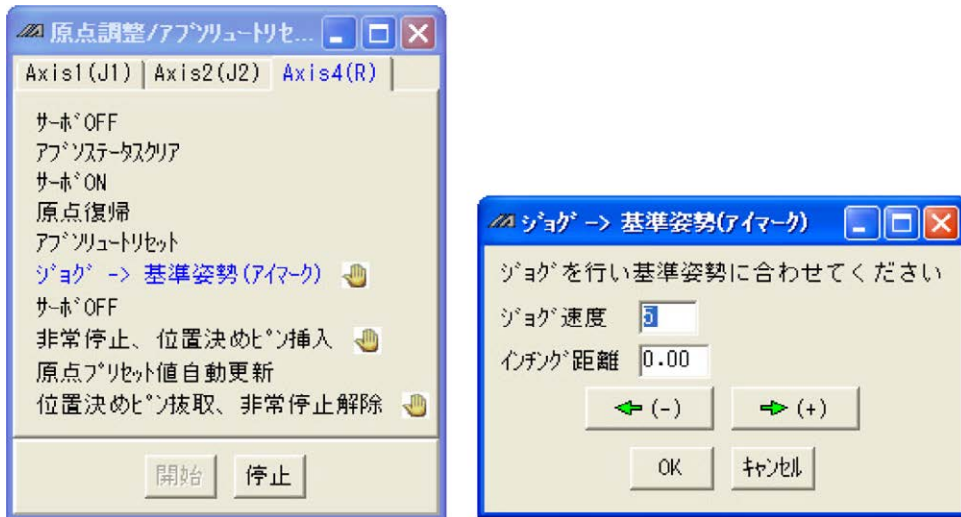 原点調整/アブソリュートリセ...
Axis1(J1) Axis2(J2) Axis4(R)
サーボOFF
アブソステータスクリア
サーボON
原点復帰
アブソリュートリセット
ジョグ -> 基準姿勢(アイマーク)
サーボOFF
非常停止、位置決めピン挿入
原点プリセット値自動更新
位置決めピン抜取、非常停止解除
開始 停止
ジョグ -> 基準姿勢(アイマーク)
ジョグを行い基準姿勢に合わせてください
ジョグ速度 5
インチング距離 0.00
(-) (+)
OK キャンセル